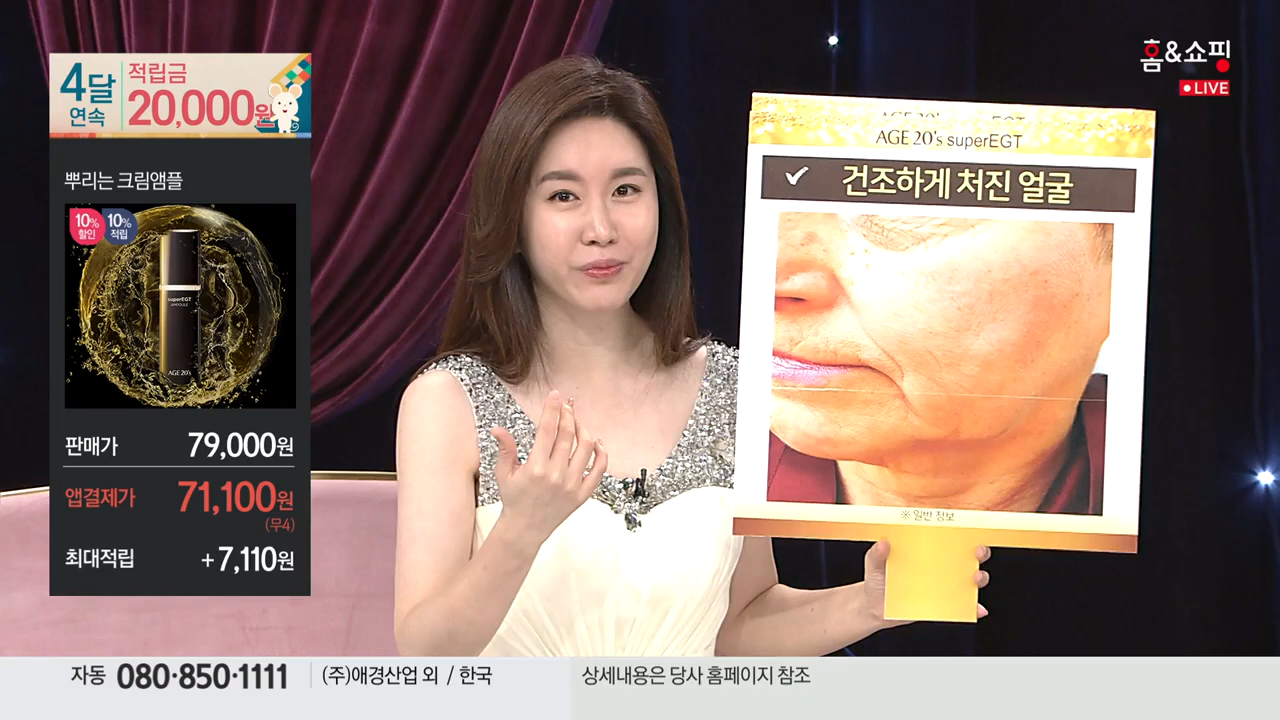 4달
연속
적립금
20,000원
뿌리는 크림앰플
10%
할인
10%
적립
superEGT
AMPOULE
AGE 20's
판매가 79,000원
앱결제가 71,100원
(무4)
최대적립 +7,110원
홈&쇼핑
LIVE
AGE 20's superEGT
✓ 건조하게 처진 얼굴
※ 일반 정보
자동 080·850·1111 (주)애경산업 외 / 한국 상세내용은 당사 홈페이지 참조